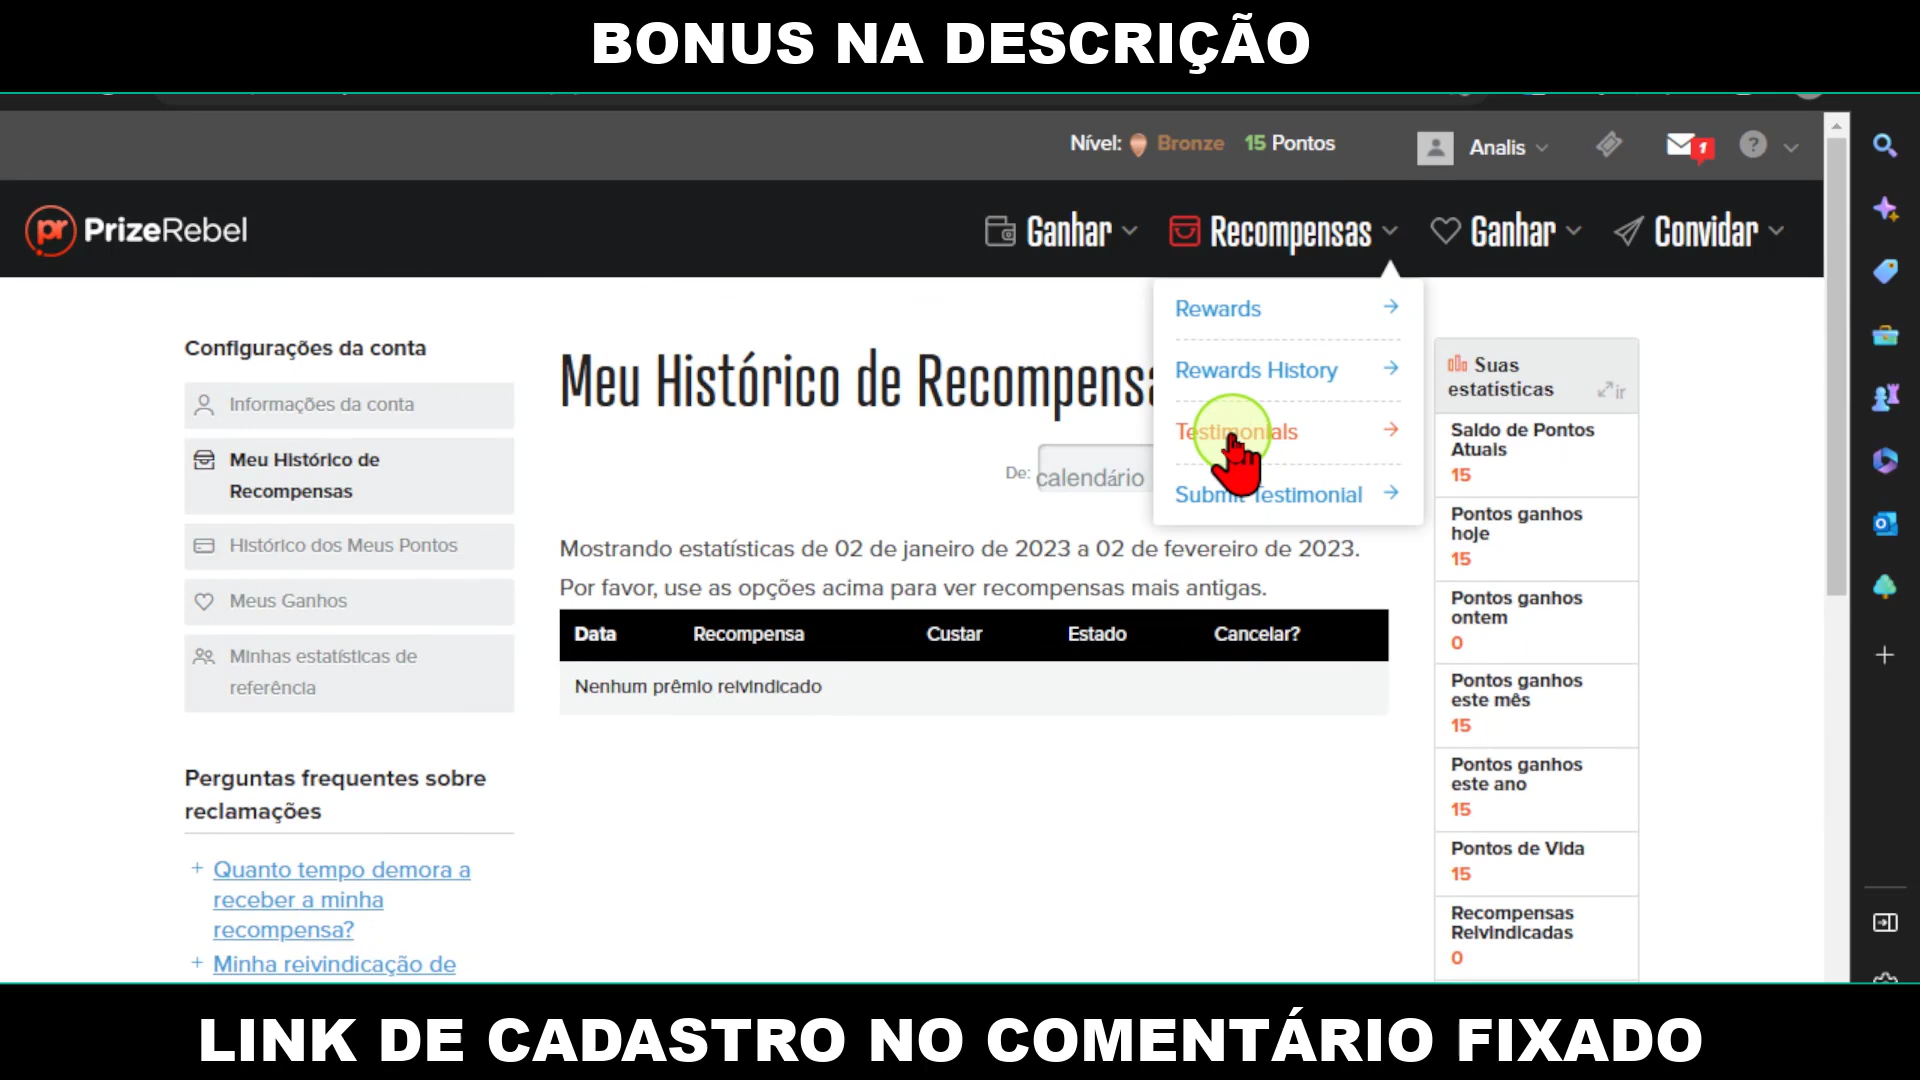 BONUS NA DESCRIÇÃO
Nível: Bronze 15 Pontos
Analis
1
?
pr PrizeRebel
Ganhar
Recompensas
Ganhar
Convidar
Rewards
Rewards History
Testimonials
Submit Testimonial
Configurações da conta
Informações da conta
Meu Histórico de
Recompensas
Histórico dos Meus Pontos
Meus Ganhos
Minhas estatísticas de
referência
Perguntas frequentes sobre
reclamações
+ Quanto tempo demora a
receber a minha
recompensa?
+ Minha reivindicação de
Meu Histórico de Recompens
De: calendário
Mostrando estatísticas de 02 de janeiro de 2023 a 02 de fevereiro de 2023.
Por favor, use as opções acima para ver recompensas mais antigas.
Data Recompensa Custar Estado Cancelar?
Nenhum prêmio reivindicado
Suas
estatísticas
ir
Saldo de Pontos
Atuais
15
Pontos ganhos
hoje
15
Pontos ganhos
ontem
0
Pontos ganhos
este mês
15
Pontos ganhos
este ano
15
Pontos de Vida
15
Recompensas
Reivindicadas
0
LINK DE CADASTRO NO COMENTÁRIO FIXADO